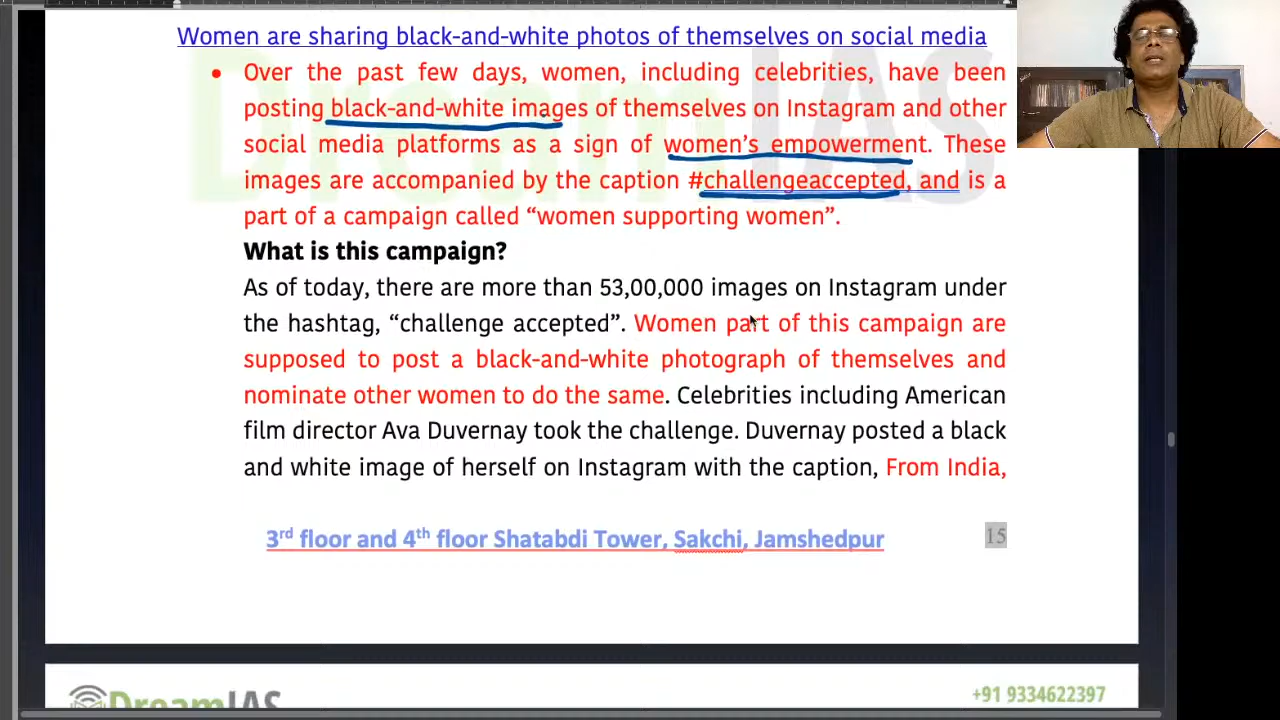 Women are sharing black-and-white photos of themselves on social media
• Over the past few days, women, including celebrities, have been
posting black-and-white images of themselves on Instagram and other
social media platforms as a sign of women's empowerment. These
images are accompanied by the caption #challengeaccepted, and is a
part of a campaign called “women supporting women”.
What is this campaign?
As of today, there are more than 53,00,000 images on Instagram under
the hashtag, “challenge accepted”. Women part of this campaign are
supposed to post a black-and-white photograph of themselves and
nominate other women to do the same. Celebrities including American
film director Ava Duvernay took the challenge. Duvernay posted a black
and white image of herself on Instagram with the caption, From India,
3rd floor and 4th floor Shatabdi Tower, Sakchi, Jamshedpur
15
DreamIAS
+91 9334622397